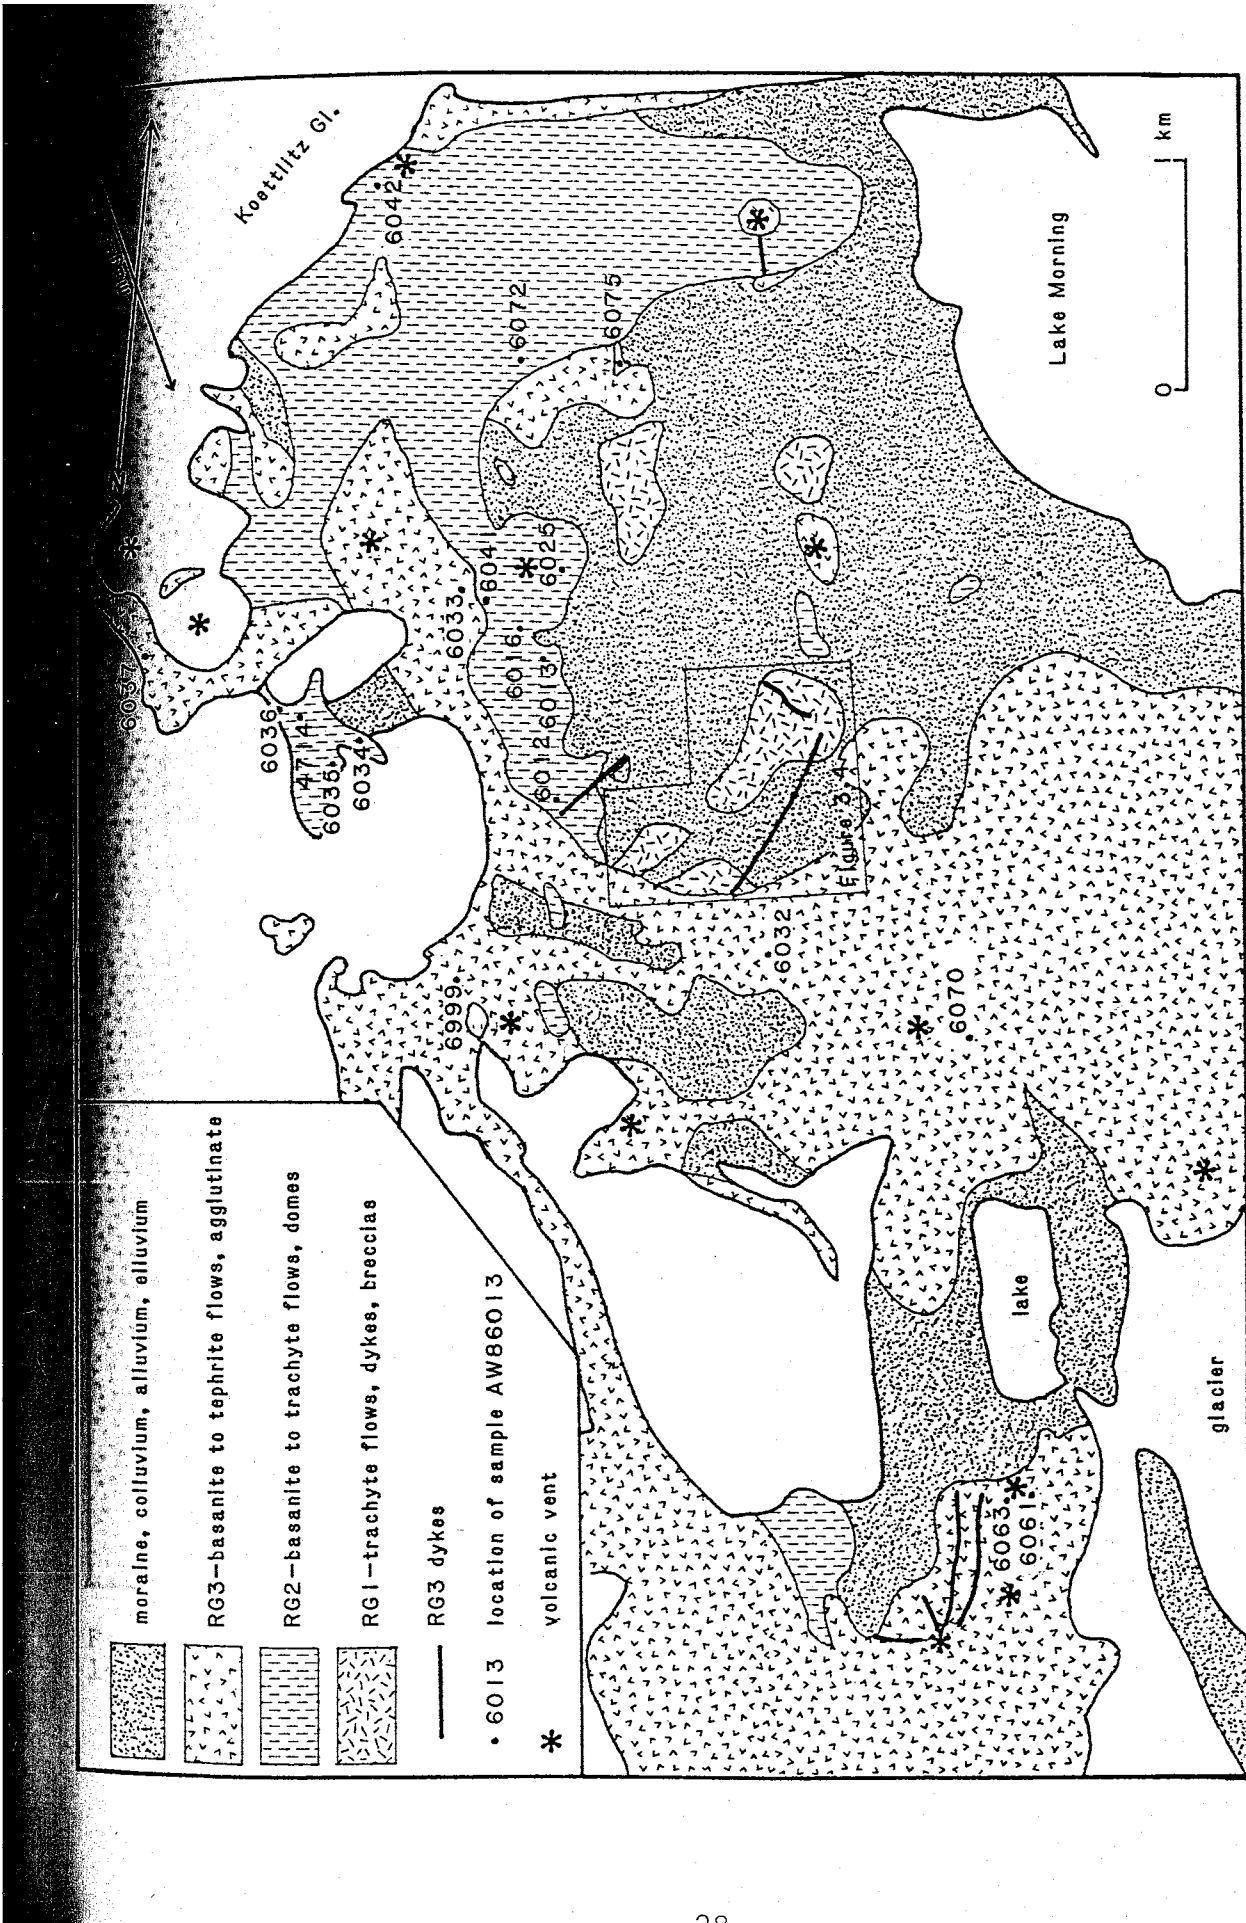 moraine, colluvium, alluvium, elluvium
RG3-basanite to tephrite flows, agglutinate
RG2-basanite to trachyte flows, domes
RG1-trachyte flows, dykes, breccias
RG3 dykes
6013 location of sample AW86013
volcanic vent
Koettlitz Gl.
6037
6036
4714
6035
6034
6042
6072
6075
6033
604
6025
6016
6013
6012
6999
Figure 3.4
6032
6070
6063
6061
lake
glacier
Lake Morning
0 1 km
28